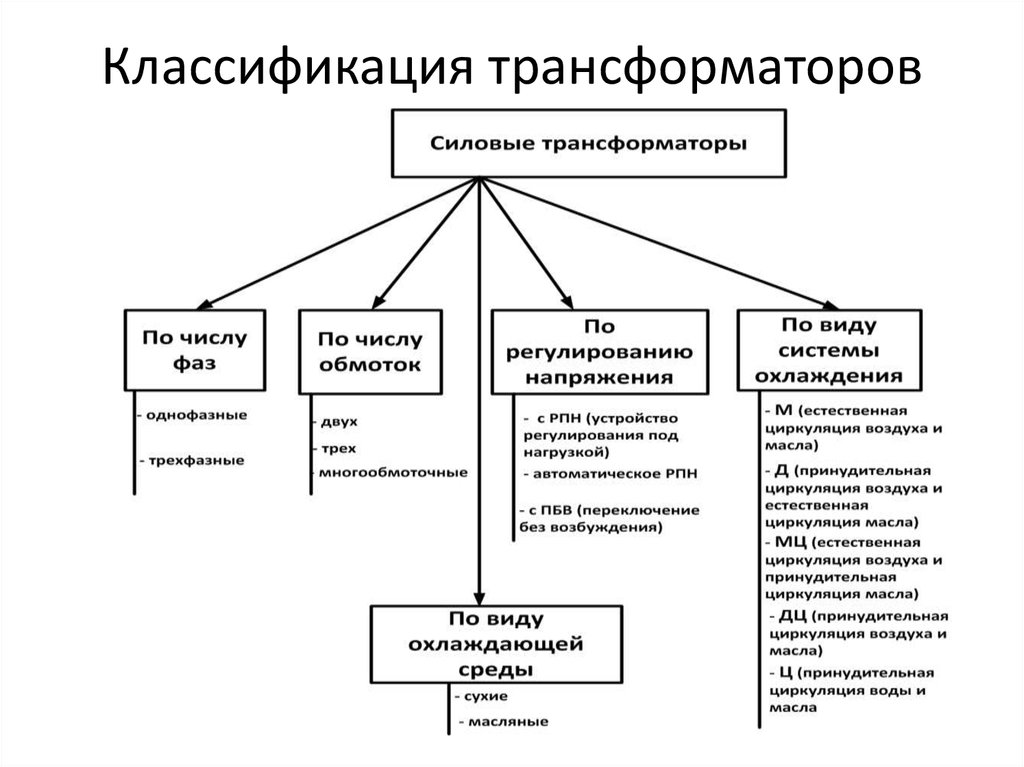 Классификация трансформаторов
Силовые трансформаторы
По числу
фаз
- однофазные
- трехфазные
По числу
обмоток
- двух
- трех
- многообмоточные
По
регулированию
напряжения
- с РПН (устройство
регулирования под
нагрузкой)
- автоматическое РПН
- с ПБВ (переключение
без возбуждения)
По виду
системы
охлаждения
- М (естественная
циркуляция воздуха и
масла)
- Д (принудительная
циркуляция воздуха и
естественная
циркуляция масла)
- МЦ (естественная
циркуляция воздуха и
принудительная
циркуляция масла)
- ДЦ (принудительная
циркуляция воздуха и
масла)
- Ц (принудительная
циркуляция воды и
масла
По виду
охлаждающей
среды
- сухие
- масляные